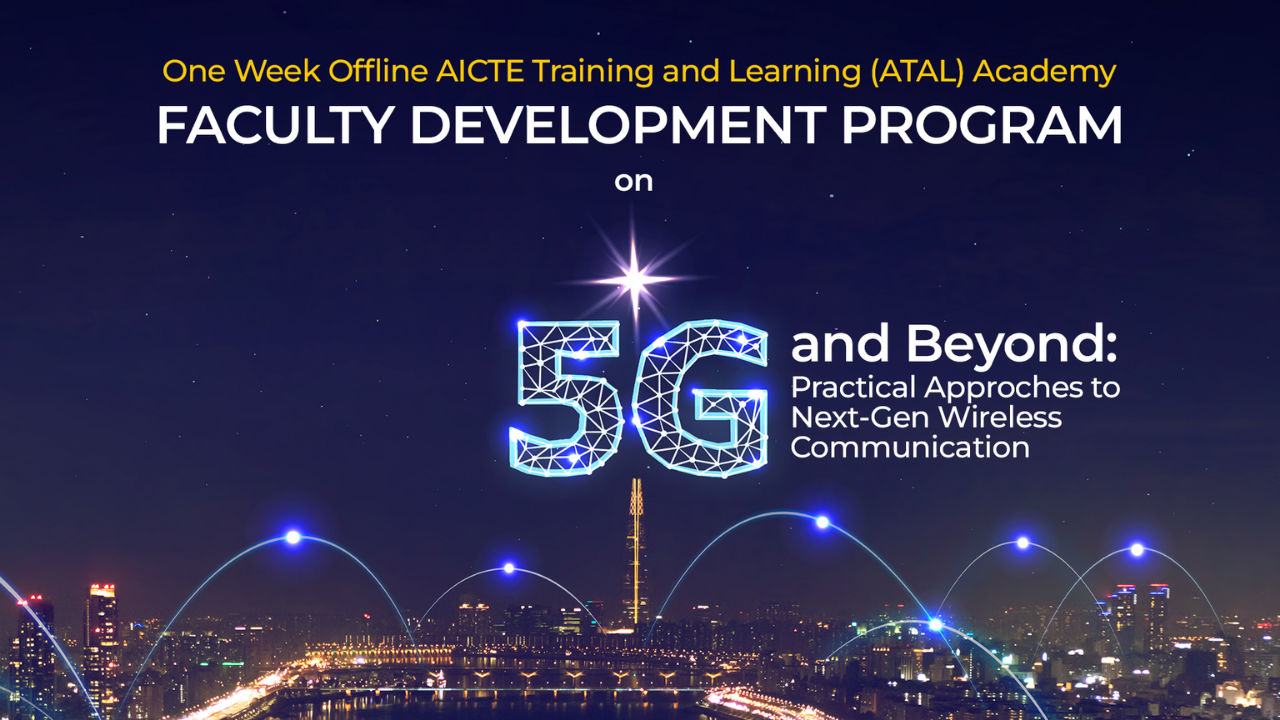 One Week Offline AICTE Training and Learning (ATAL) Academy
FACULTY DEVELOPMENT PROGRAM
on
5G and Beyond:
Practical Approches to
Next-Gen Wireless
Communication